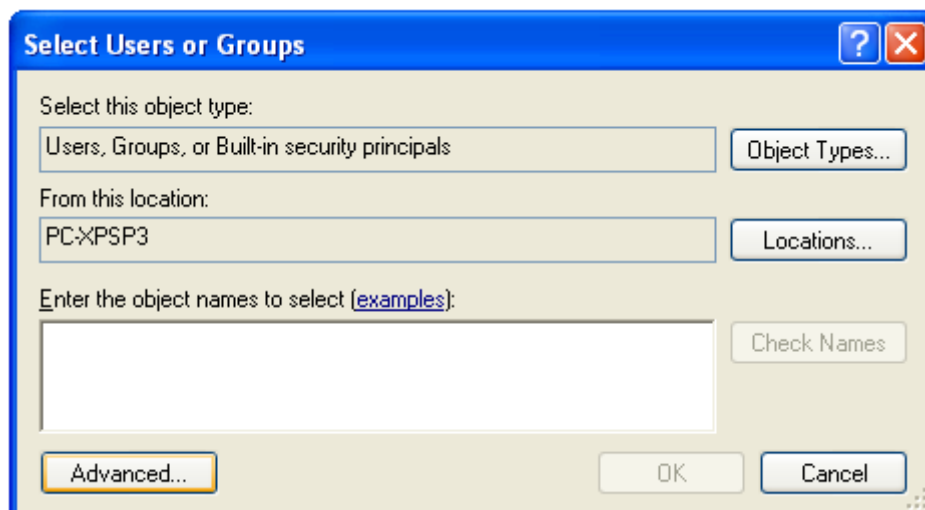 Select Users or Groups
Select this object type:
Users, Groups, or Built-in security principals
Object Types...
From this location:
PC-XPSP3
Locations...
Enter the object names to select (examples):
Check Names
Advanced...
OK
Cancel